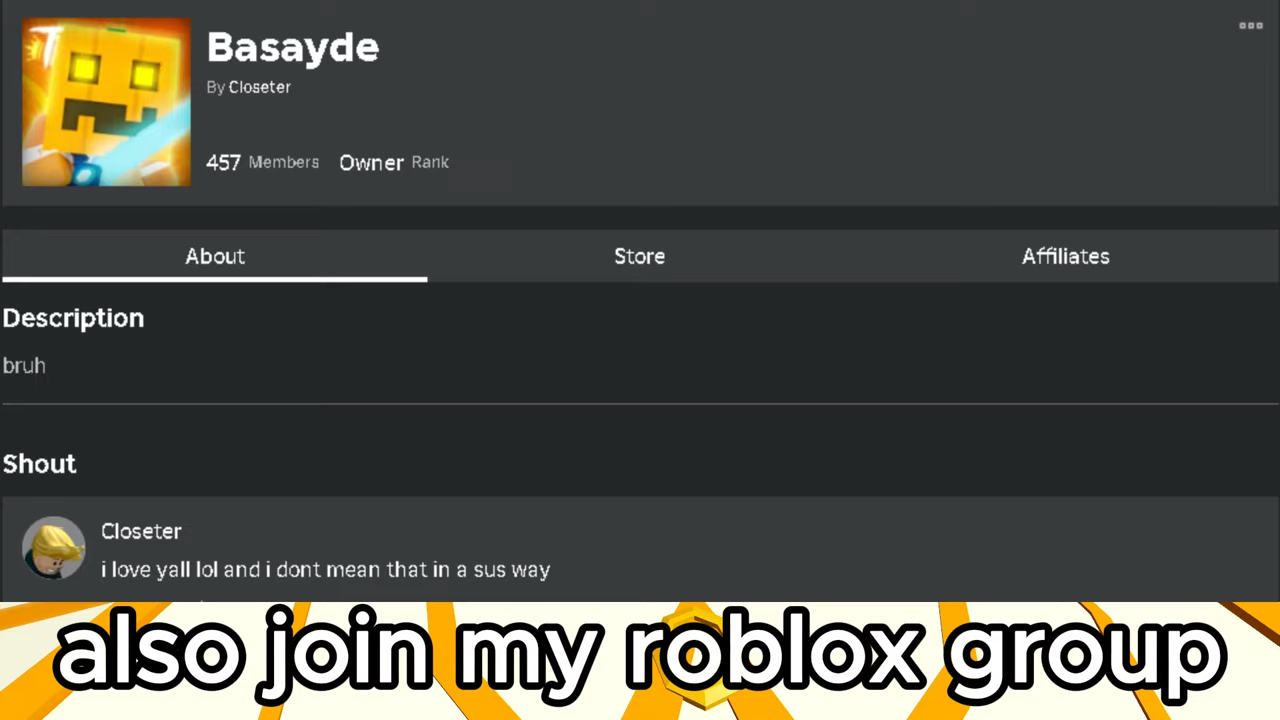 Basayde
By Closeter
457 Members Owner Rank
About Store Affiliates
Description
bruh
Shout
Closeter
i love yall lol and i dont mean that in a sus way
also join my roblox group